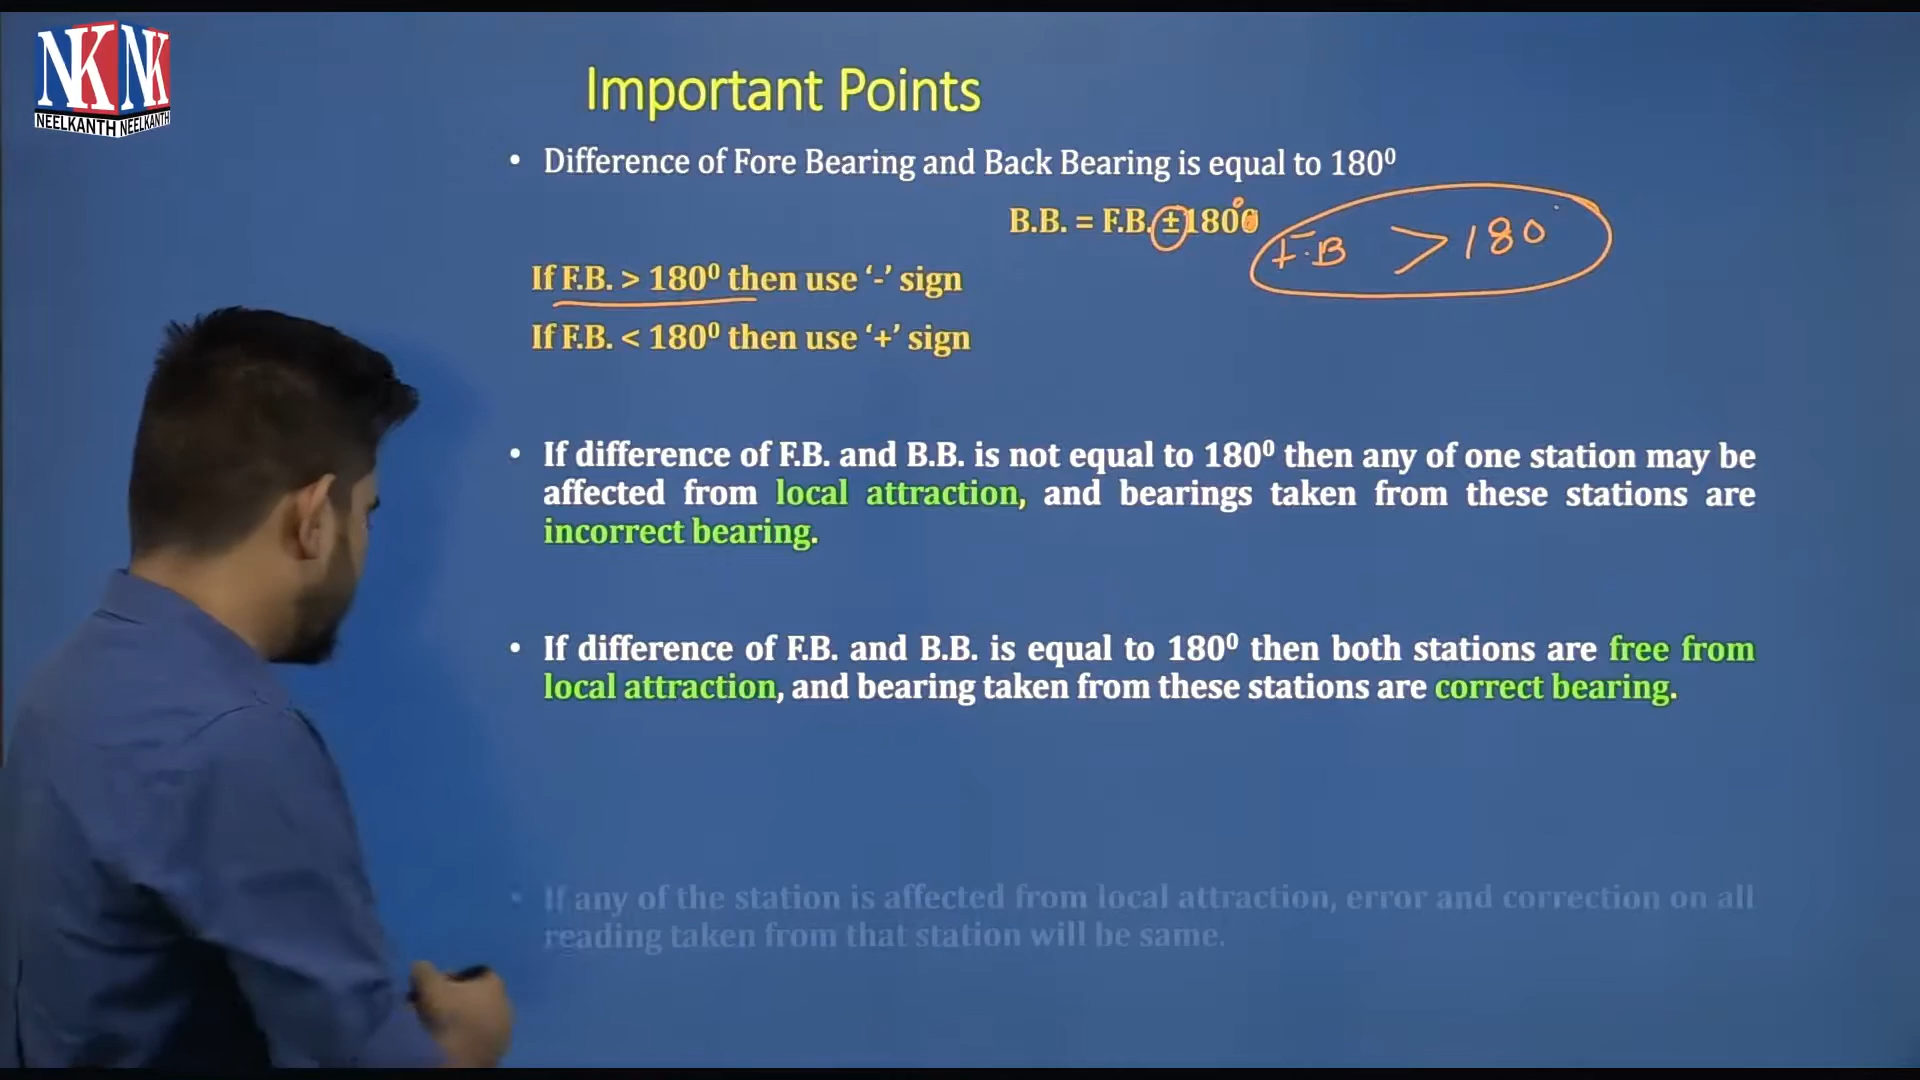 NK NK
NEELKANTH NEELKANTH
Important Points
• Difference of Fore Bearing and Back Bearing is equal to 180⁰
B.B. = F.B. ±180⁰
F.B > 180°
If F.B. > 180⁰ then use ‘-’ sign
If F.B. < 180⁰ then use ‘+’ sign
• If difference of F.B. and B.B. is not equal to 180⁰ then any of one station may be
affected from local attraction, and bearings taken from these stations are
incorrect bearing.
• If difference of F.B. and B.B. is equal to 180⁰ then both stations are free from
local attraction, and bearing taken from these stations are correct bearing.
• If any of the station is affected from local attraction, error and correction on all
reading taken from that station will be same.